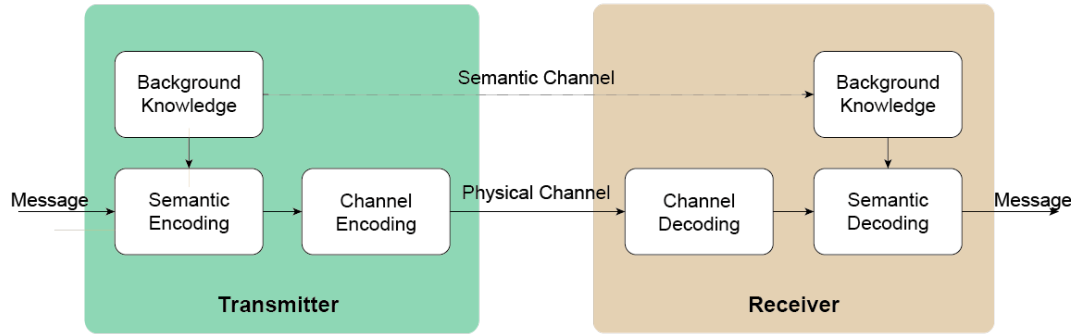 Background
Knowledge
Semantic Channel
Background
Knowledge
Message
Semantic
Encoding
Channel
Encoding
Physical Channel
Channel
Decoding
Semantic
Decoding
Message
Transmitter
Receiver